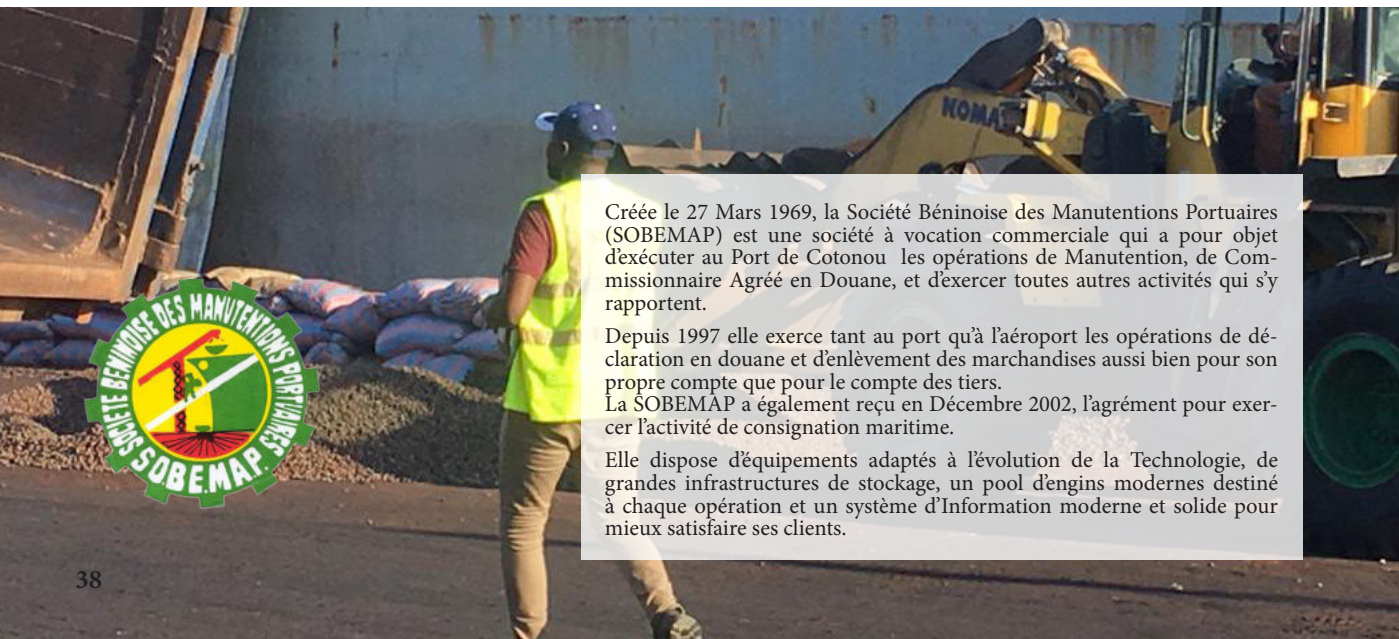 KOMA
Créée le 27 Mars 1969, la Société Béninoise des Manutentions Portuaires
(SOBEMAP) est une société à vocation commerciale qui a pour objet
d'exécuter au Port de Cotonou les opérations de Manutention, de Com-
missionnaire Agréé en Douane, et d'exercer toutes autres activités qui s'y
rapportent.
Depuis 1997 elle exerce tant au port qu'à l'aéroport les opérations de dé-
claration en douane et d'enlèvement des marchandises aussi bien pour son
propre compte que pour le compte des tiers.
La SOBEMAP a également reçu en Décembre 2002, l'agrément pour exer-
cer l'activité de consignation maritime.
Elle dispose d'équipements adaptés à l'évolution de la Technologie, de
grandes infrastructures de stockage, un pool d'engins modernes destiné
à chaque opération et un système d'Information moderne et solide pour
mieux satisfaire ses clients.
SOCIETE BENINOISE DES MANUTENTIONS PORTUAIRES
SOBEMAP.
38